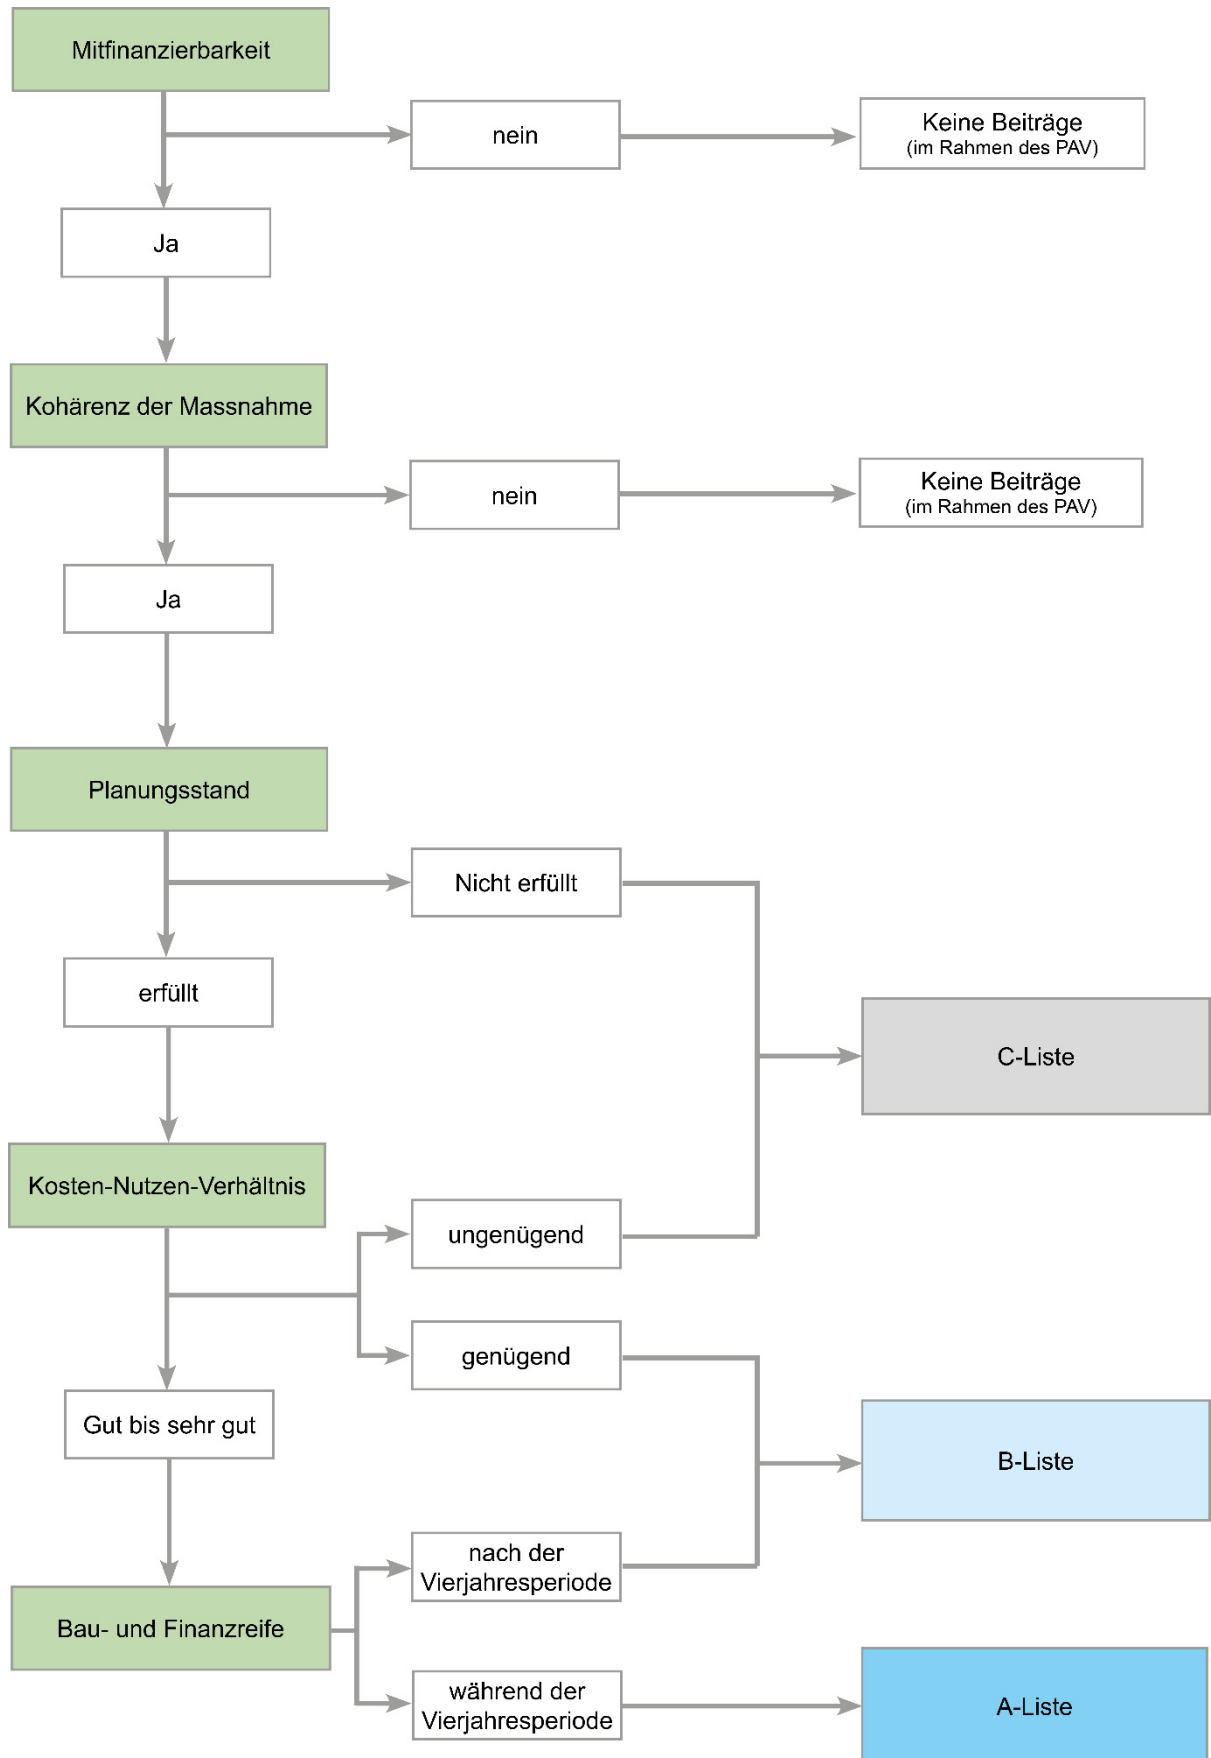 Mitfinanzierbarkeit
nein
Keine Beiträge
(im Rahmen des PAV)
Ja
Kohärenz der Massnahme
nein
Keine Beiträge
(im Rahmen des PAV)
Ja
Planungsstand
Nicht erfüllt
erfüllt
C-Liste
Kosten-Nutzen-Verhältnis
ungenügend
genügend
Gut bis sehr gut
B-Liste
nach der
Vierjahresperiode
Bau- und Finanzreife
während der
Vierjahresperiode
A-Liste